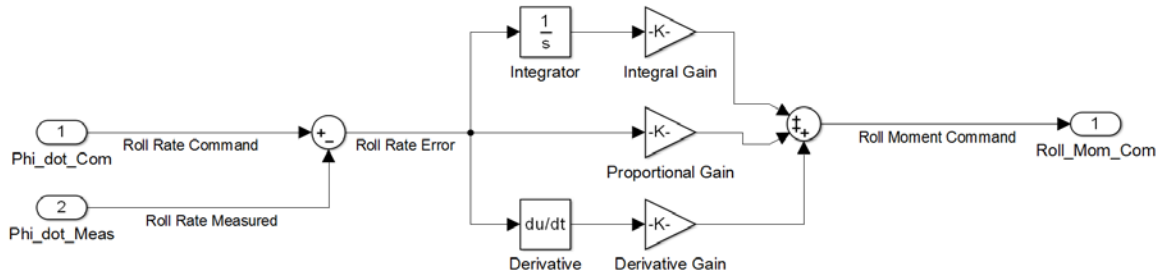 1
s
-K-
Integrator
Integral Gain
1
Phi_dot_Com
Roll Rate Command
+
−
Roll Rate Error
-K-
Proportional Gain
+
+
+
Roll Moment Command
1
Roll_Mom_Com
2
Phi_dot_Meas
Roll Rate Measured
du/dt
Derivative
-K-
Derivative Gain